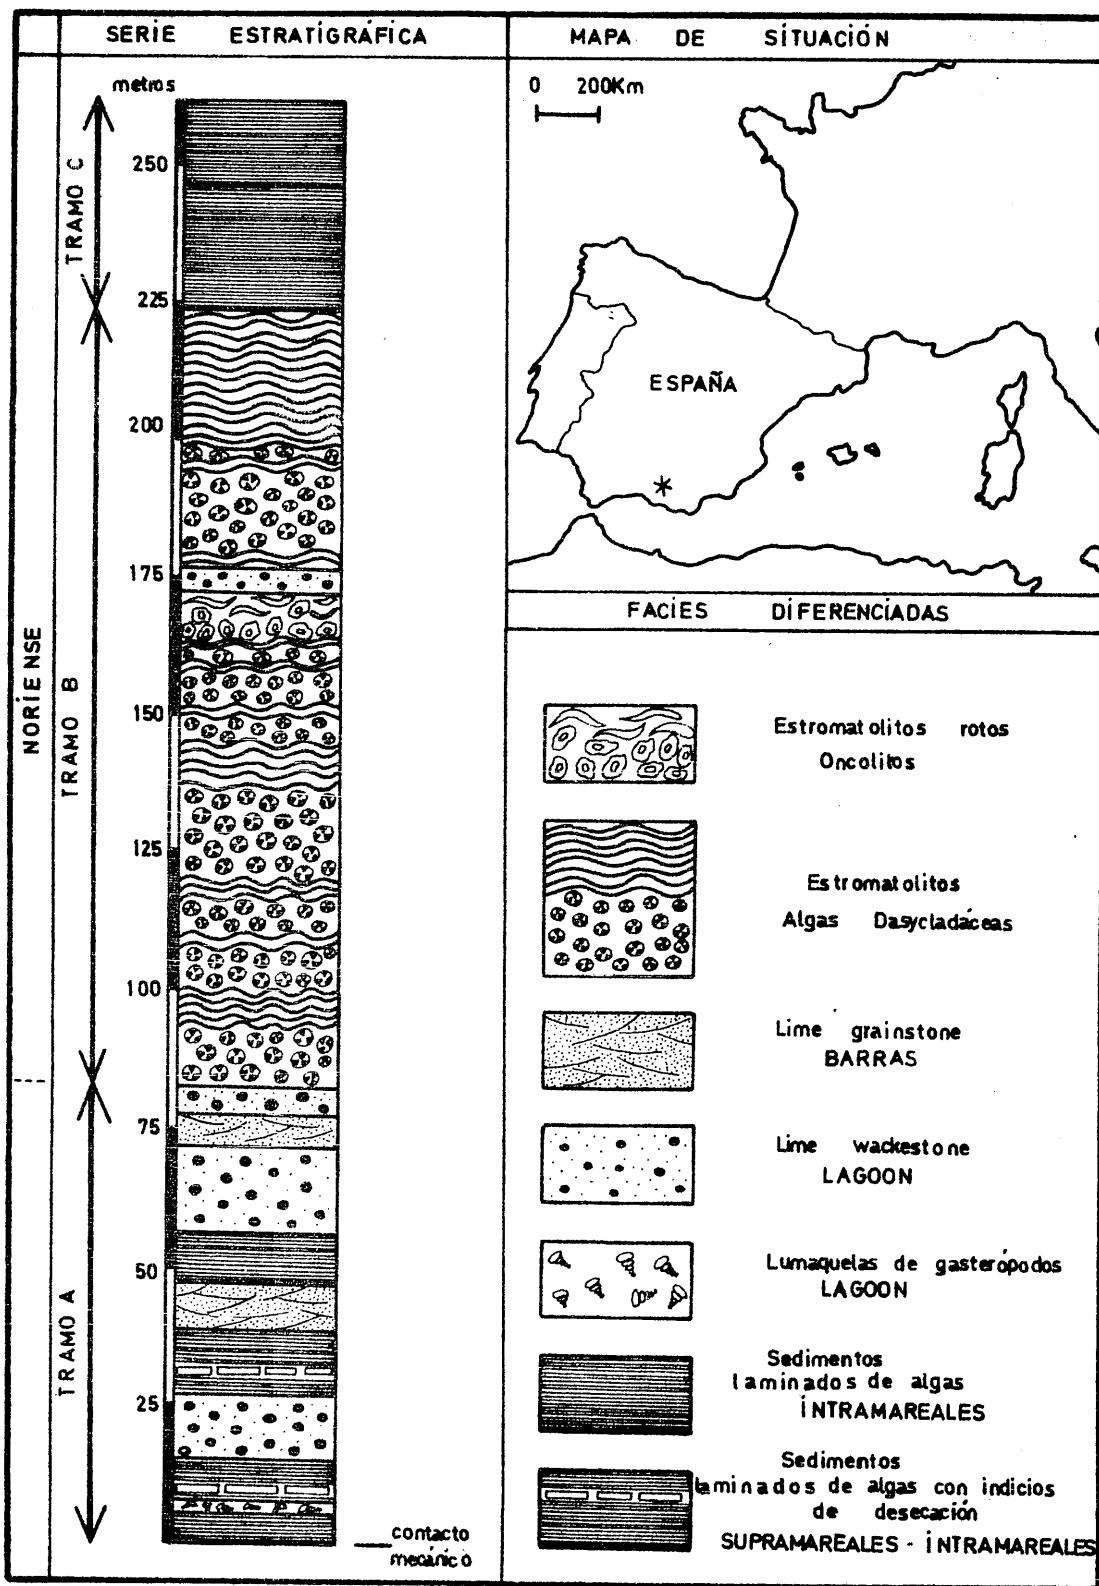 SERIE ESTRATIGRÁFICA
metros
250
225
200
175
150
125
100
75
50
25
NORIENSE
TRAMO C
TRAMO B
TRAMO A
contacto
mecánico
MAPA DE SITUACIÓN
0 200Km
ESPAÑA
FACIES DIFERENCIADAS
Estromatolitos rotos
Oncolitos
Estromatolitos
Algas Dasycladáceas
Lime grainstone
BARRAS
Lime wackestone
LAGOON
Lumaquelas de gasterópodos
LAGOON
Sedimentos
laminados de algas
INTRAMAREALES
Sedimentos
laminados de algas con indicios
de desecación
SUPRAMAREALES - INTRAMAREALES